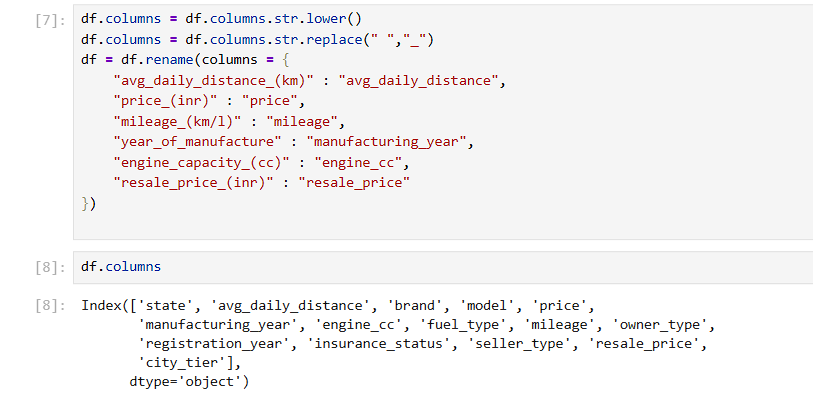 [7]: df.columns = df.columns.str.lower()
df.columns = df.columns.str.replace(" ","_")
df = df.rename(columns = {
    "avg_daily_distance_(km)" : "avg_daily_distance",
    "price_(inr)" : "price",
    "mileage_(km/l)" : "mileage",
    "year_of_manufacture" : "manufacturing_year",
    "engine_capacity_(cc)" : "engine_cc",
    "resale_price_(inr)" : "resale_price"
})
[8]: df.columns
[8]: Index(['state', 'avg_daily_distance', 'brand', 'model', 'price',
       'manufacturing_year', 'engine_cc', 'fuel_type', 'mileage', 'owner_type',
       'registration_year', 'insurance_status', 'seller_type', 'resale_price',
       'city_tier'],
      dtype='object')